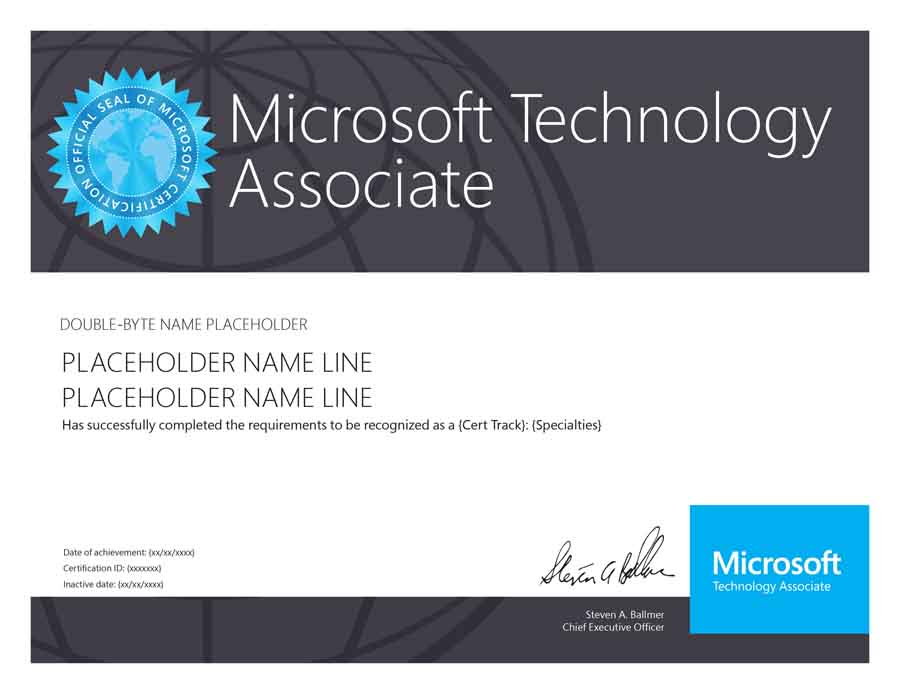 OFFICIAL SEAL OF MICROSOFT CERTIFICATION
Microsoft Technology
Associate
DOUBLE-BYTE NAME PLACEHOLDER
PLACEHOLDER NAME LINE
PLACEHOLDER NAME LINE
Has successfully completed the requirements to be recognized as a {Cert Track}: {Specialties}
Date of achievement: {xx/xx/xxxx}
Certification ID: {xxxxxxx}
Inactive date: {xx/xx/xxxx}
Steven A Ballmer
Steven A. Ballmer
Chief Executive Officer
Microsoft
Technology Associate